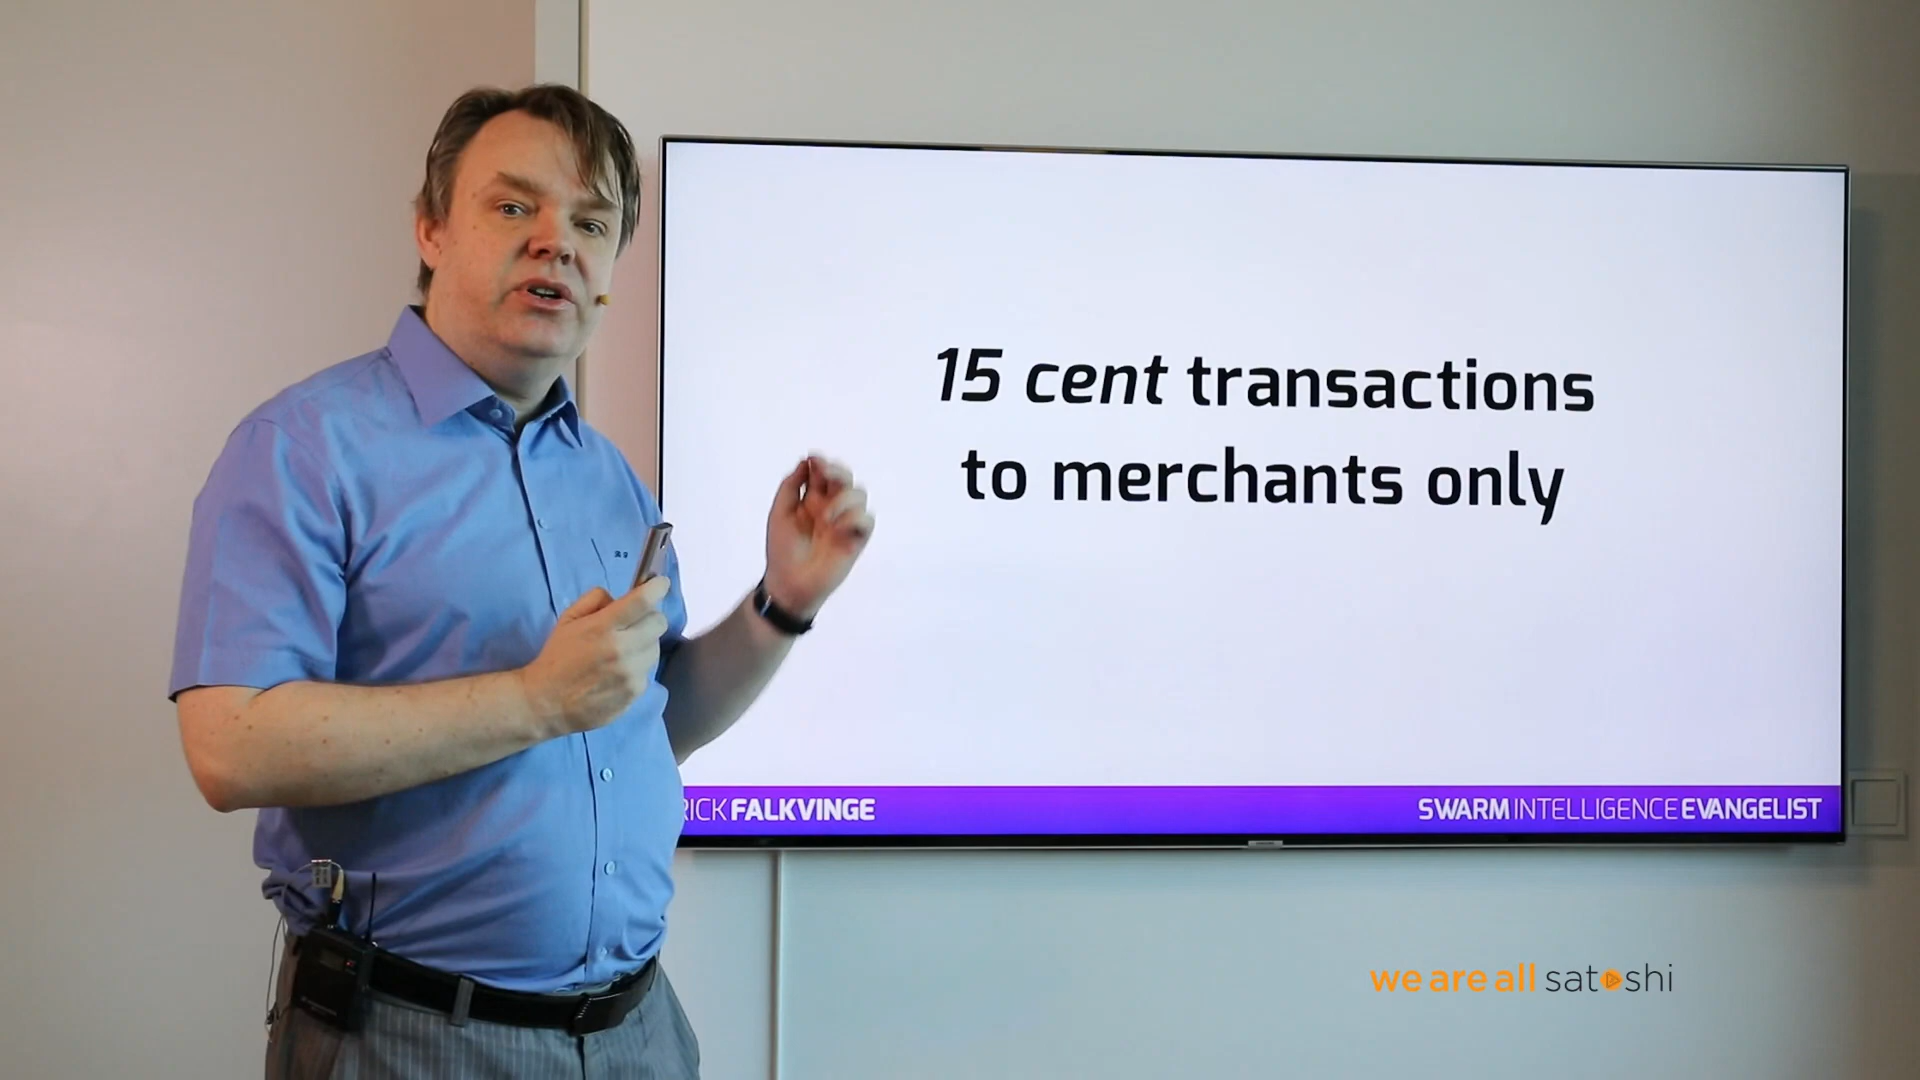 15 cent transactions
to merchants only
RICK FALKVINGE
SWARM INTELLIGENCE EVANGELIST
we are all satoshi